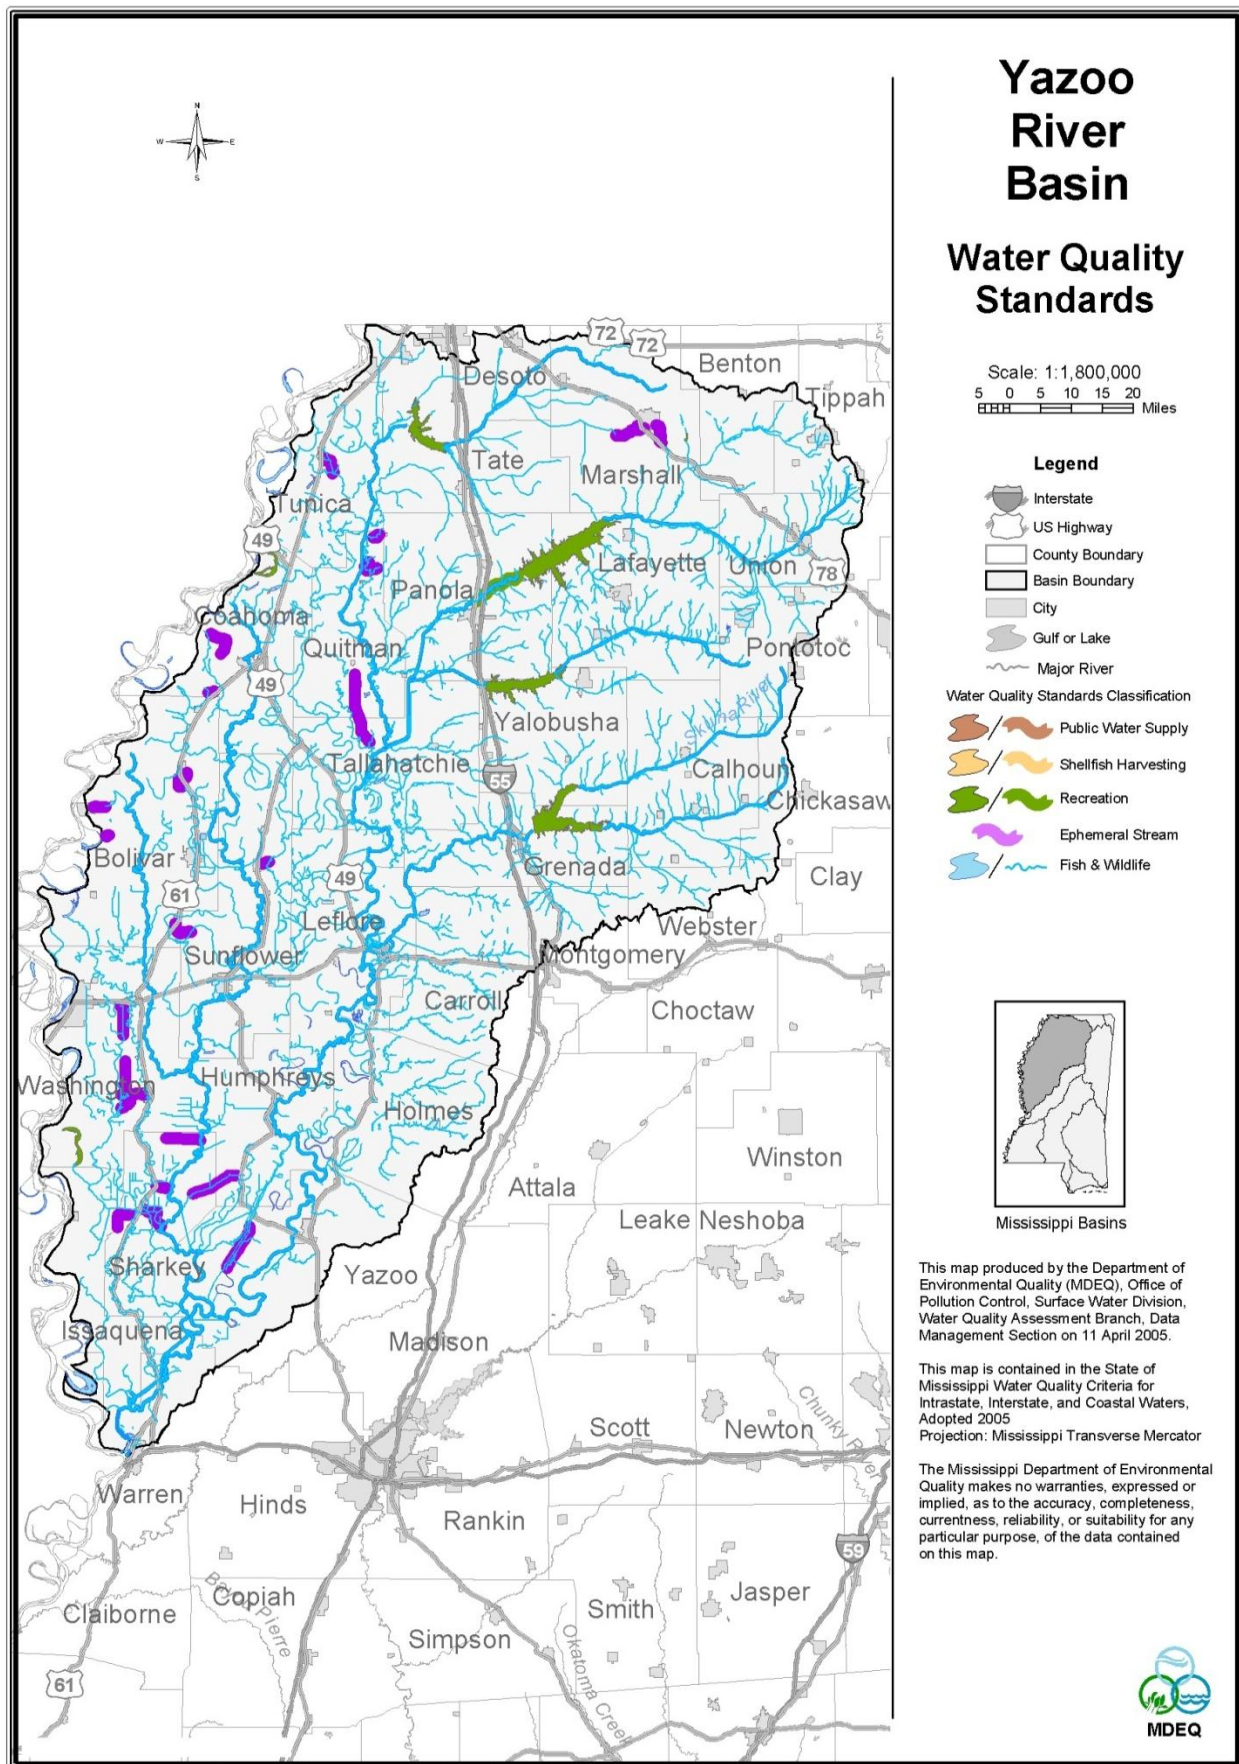 Yazoo
River
Basin
Water Quality
Standards
Scale: 1:1,800,000
5 0 5 10 15 20
Miles
Legend
Interstate
US Highway
County Boundary
Basin Boundary
City
Gulf or Lake
Major River
Water Quality Standards Classification
Public Water Supply
Shellfish Harvesting
Recreation
Ephemeral Stream
Fish & Wildlife
Mississippi Basins
This map produced by the Department of
Environmental Quality (MDEQ), Office of
Pollution Control, Surface Water Division,
Water Quality Assessment Branch, Data
Management Section on 11 April 2005.
This map is contained in the State of
Mississippi Water Quality Criteria for
Intrastate, Interstate, and Coastal Waters,
Adopted 2005
Projection: Mississippi Transverse Mercator
The Mississippi Department of Environmental
Quality makes no warranties, expressed or
implied, as to the accuracy, completeness,
currentness, reliability, or suitability for any
particular purpose, of the data contained
on this map.
MDEQ
N
W E
S
72
72
Benton
Desoto
Tippah
Tate
Marshall
Tunica
49
Lafayette
Union
78
Panola
Coahoma
Quitman
Pontotoc
49
Skuna River
Yalobusha
Tallahatchie
55
Calhoun
Chickasaw
Bolivar
Grenada
49
Clay
61
Leflore
Webster
Sunflower
Montgomery
Carroll
Choctaw
Washington
Humphreys
Holmes
Winston
Attala
Leake
Neshoba
Sharkey
Yazoo
Issaquena
Madison
Scott
Newton
Chunky River
Warren
Hinds
Rankin
59
Bayou Pierre
Copiah
Jasper
Claiborne
Smith
Simpson
Okatoma Creek
61